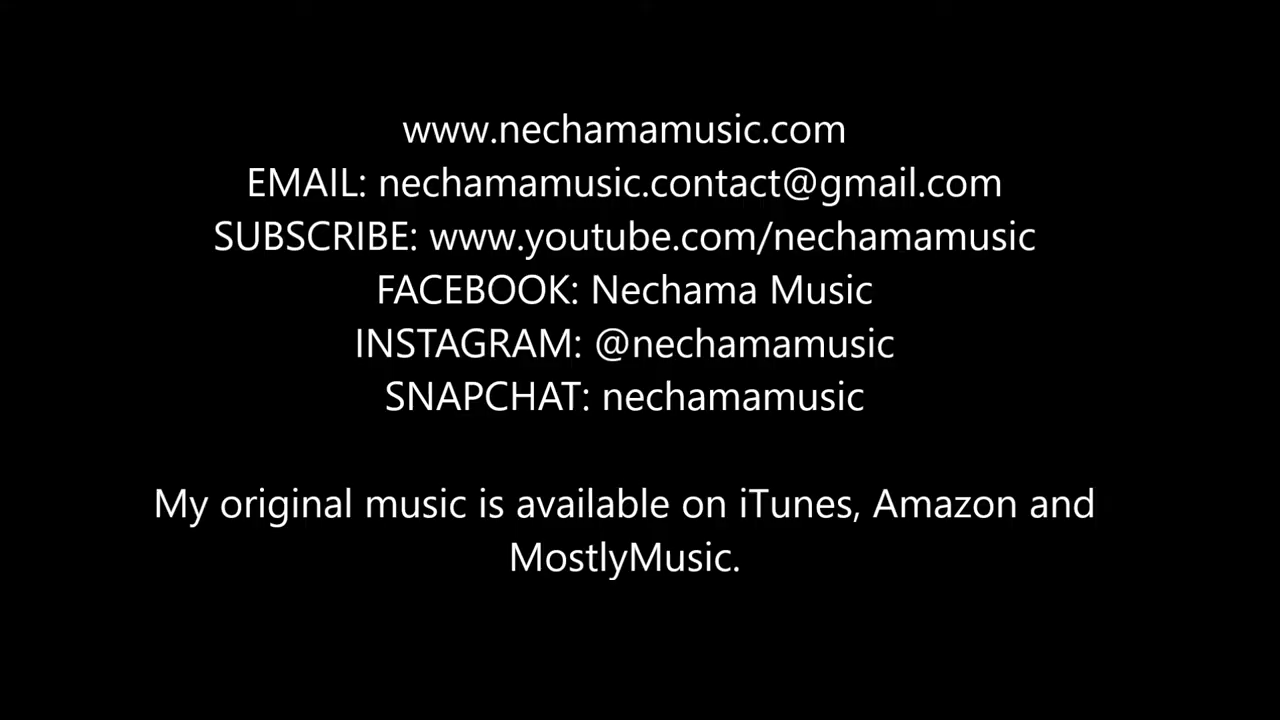 www.nechamamusic.com
EMAIL: nechamamusic.contact@gmail.com
SUBSCRIBE: www.youtube.com/nechamamusic
FACEBOOK: Nechama Music
INSTAGRAM: @nechamamusic
SNAPCHAT: nechamamusic
My original music is available on iTunes, Amazon and
MostlyMusic.